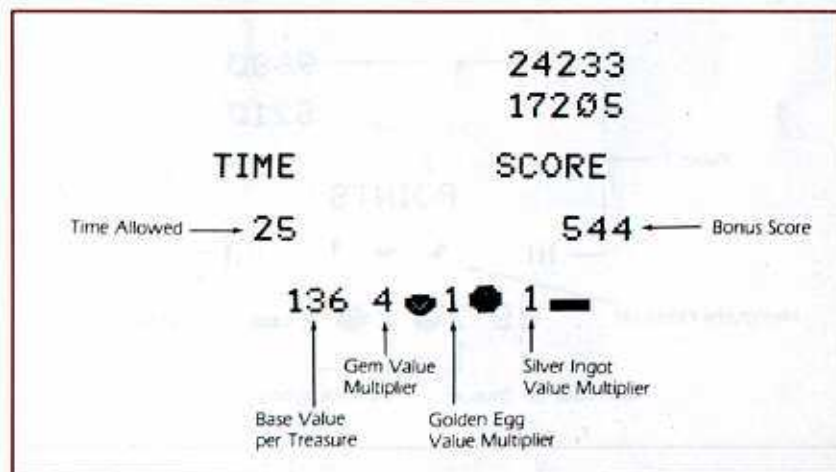 24233
17205
TIME SCORE
Time Allowed 25 544 Bonus Score
136 4 1 1
Gem Value
Multiplier
Silver Ingot
Value Multiplier
Base Value
per Treasure
Golden Egg
Value Multiplier